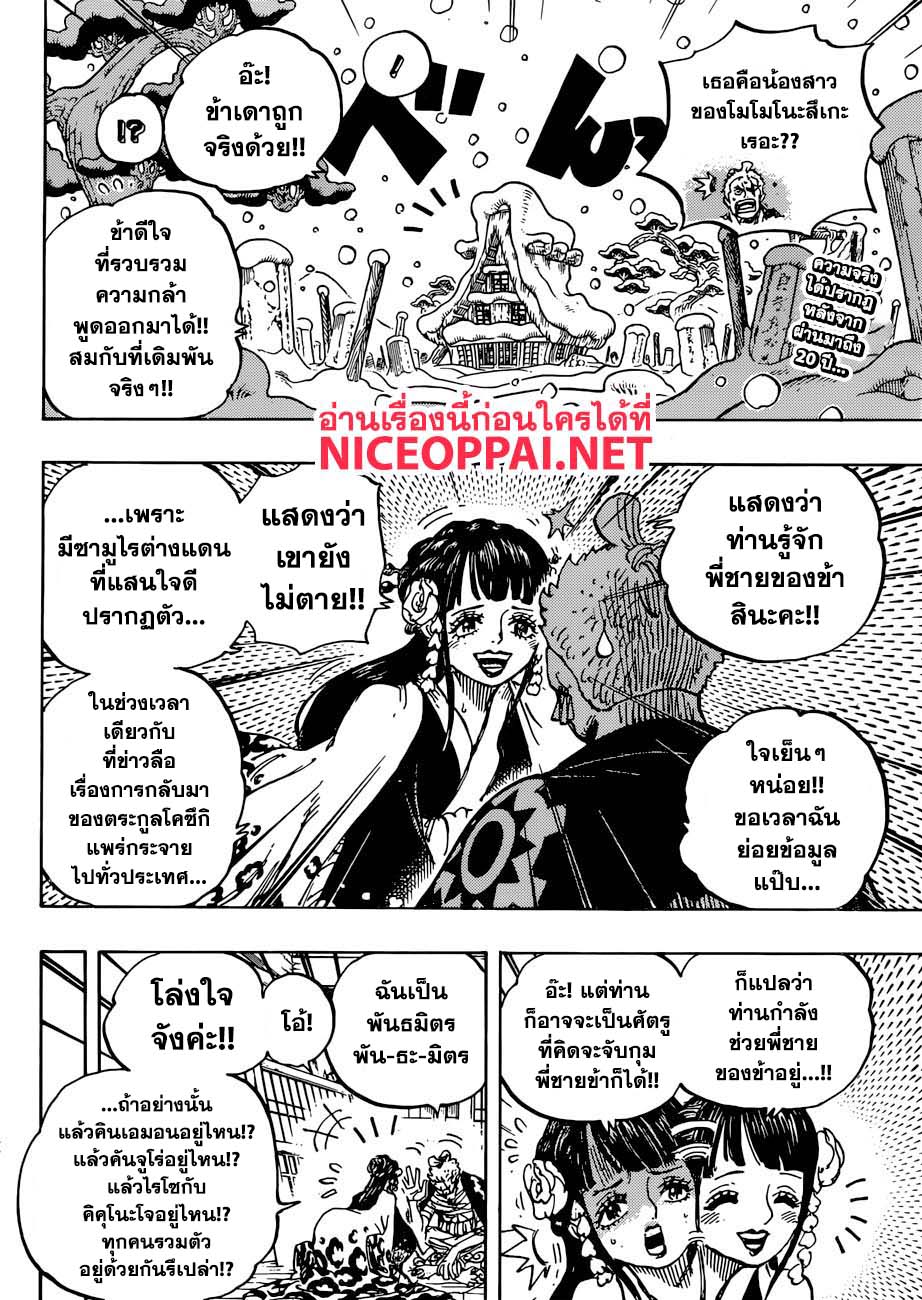 เธอคือน้องสาว
ของโมโมโนะสึเกะ
เรอะ??
ความจริง
ได้ปรากฏ
หลังจาก
ผ่านมาถึง
20 ปี...
べべん
!
!?
อ๊ะ!
ข้าเดาถูก
จริงด้วย!!
ข้าดีใจ
ที่รวบรวม
ความกล้า
พูดออกมาได้!!
สมกับที่เดิมพัน
จริงๆ!!
อ่านเรื่องนี้ก่อนใครได้ที่
NICEOPPAI.NET
แสดงว่า
ท่านรู้จัก
พี่ชายของข้า
สินะคะ!!
ใจเย็นๆ
หน่อย!!
ขอเวลาฉัน
ย่อยข้อมูล
แป๊บ...
แสดงว่า
เขายัง
ไม่ตาย!!
...เพราะ
มีซามูไรต่างแดน
ที่แสนใจดี
ปรากฏตัว...
ในช่วงเวลา
เดียวกับ
ที่ข่าวลือ
เรื่องการกลับมา
ของตระกูลโคซึกิ
แพร่กระจาย
ไปทั่วประเทศ...
ก็แปลว่า
ท่านกำลัง
ช่วยพี่ชาย
ของข้าอยู่...!!
อ๊ะ! แต่ท่าน
ก็อาจจะเป็นศัตรู
ที่คิดจะจับกุม
พี่ชายข้าก็ได้!!
ฉันเป็น
พันธมิตร
พัน-ธะ-มิตร
โอ้!
โล่งใจ
จังค่ะ!!
...ถ้าอย่างนั้น
แล้วคินเอมอนอยู่ไหน!?
แล้วคันจูโร่อยู่ไหน!?
แล้วไรโซกับ
คิคุโนะโจอยู่ไหน!?
ทุกคนรวมตัว
อยู่ด้วยกันรึเปล่า!?